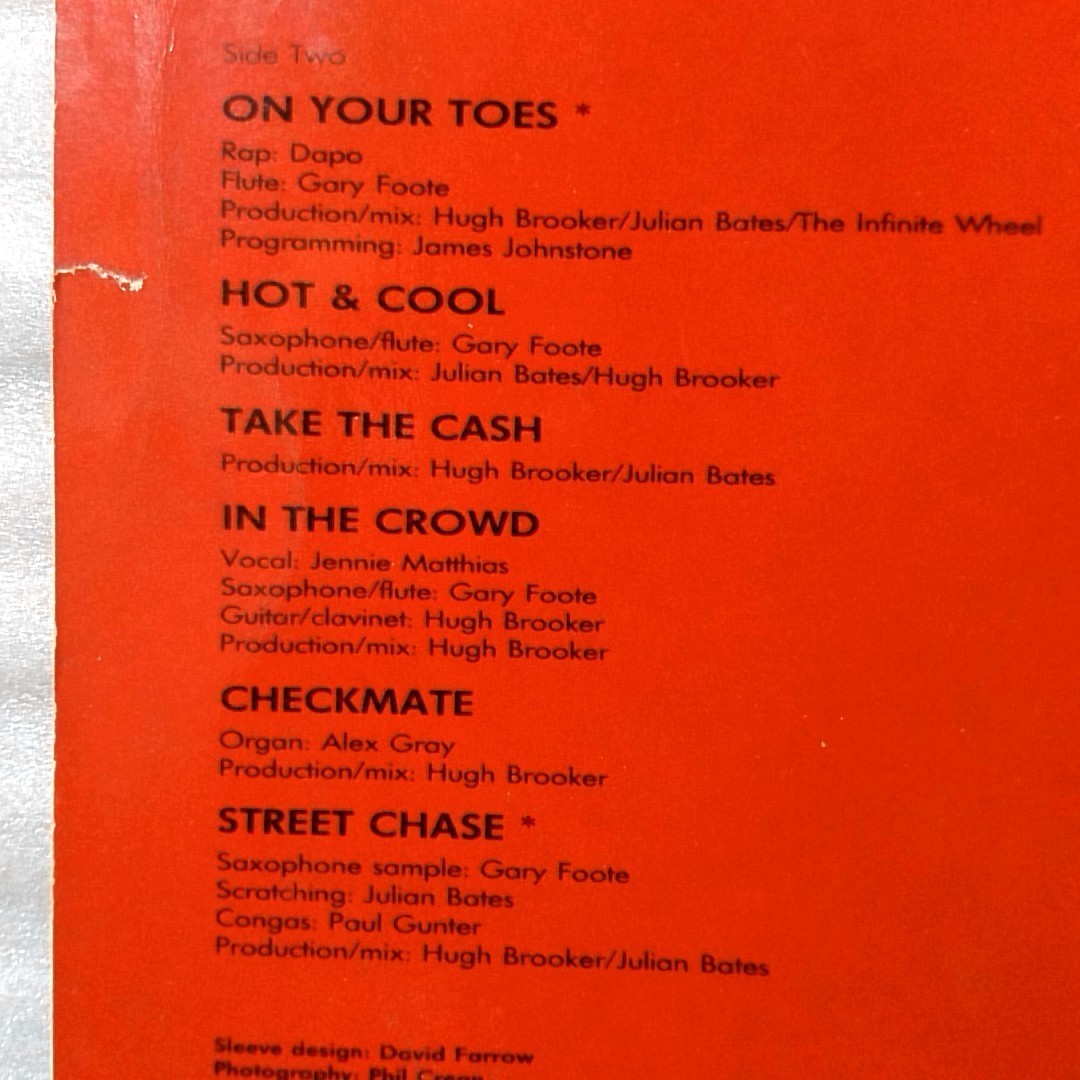 Side Two
ON YOUR TOES *
Rap: Dapo
Flute: Gary Foote
Production/mix: Hugh Brooker/Julian Bates/The Infinite Wheel
Programming: James Johnstone
HOT & COOL
Saxophone/flute: Gary Foote
Production/mix: Julian Bates/Hugh Brooker
TAKE THE CASH
Production/mix: Hugh Brooker/Julian Bates
IN THE CROWD
Vocal: Jennie Matthias
Saxophone/flute: Gary Foote
Guitar/clavinet: Hugh Brooker
Production/mix: Hugh Brooker
CHECKMATE
Organ: Alex Gray
Production/mix: Hugh Brooker
STREET CHASE *
Saxophone sample: Gary Foote
Scratching: Julian Bates
Congas: Paul Gunter
Production/mix: Hugh Brooker/Julian Bates
Sleeve design: David Farrow
Photography: Phil